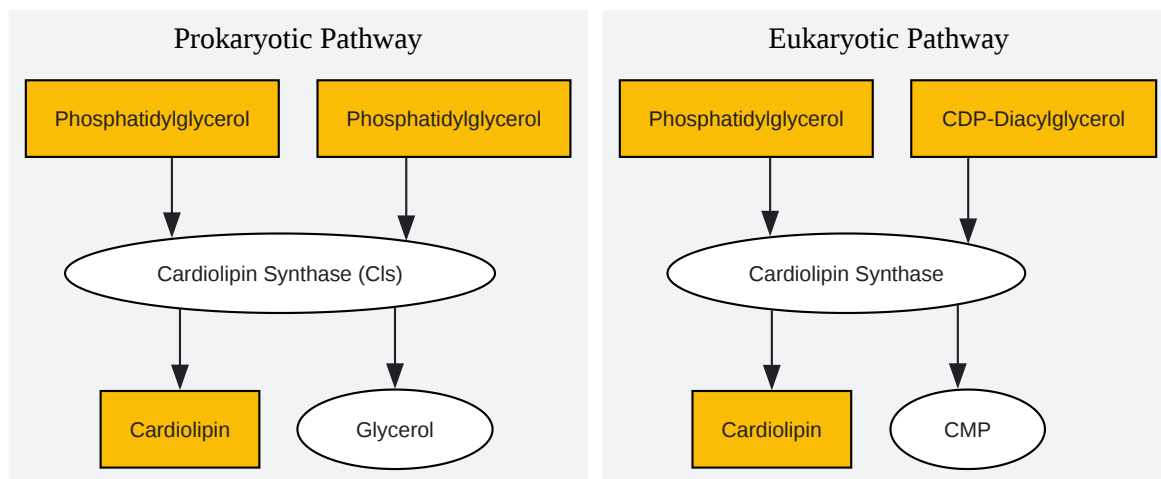 Prokaryotic Pathway
Phosphatidylglycerol
Phosphatidylglycerol
Cardiolipin Synthase (Cls)
Cardiolipin
Glycerol
Eukaryotic Pathway
Phosphatidylglycerol
CDP-Diacylglycerol
Cardiolipin Synthase
Cardiolipin
CMP